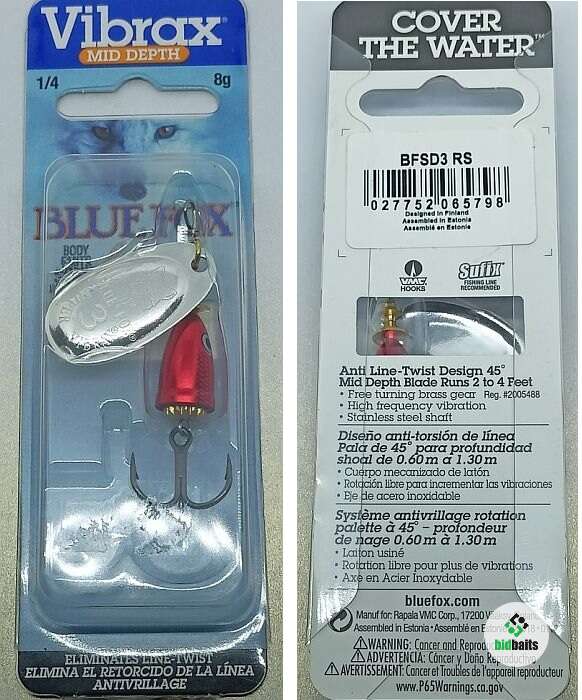 Vibrax
MID DEPTH
1/4 8g
BLUE FOX
BODY
3
ELIMINATES LINE-TWIST
ELIMINA EL RETORCIDO DE LA LÍNEA
ANTIVRILLAGE
COVER
THE WATER™
BFSD3 RS
027752 065798
Designed in Finland
Assembled in Estonia
Assemblé en Estonie
VMC
HOOKS
Sufix
FISHING LINE
RECOMMENDED
Anti Line-Twist Design 45°
Mid Depth Blade Runs 2 to 4 Feet
• Free turning brass gear Reg. #2005488
• High frequency vibration
• Stainless steel shaft
Diseño anti-torsión de línea
Pala de 45° para profundidad
shoal de 0.60 m a 1.30 m
• Cuerpo mecanizado de latón
• Rotación libre para incrementar las vibraciones
• Eje de acero inoxidable
Système antivrillage rotation
palette à 45° – profondeur
de nage 0.60 m à 1.30 m
• Laiton usiné
• Rotation libre pour plus de vibrations
• Axe en Acier Inoxydable
bluefox.com
Manuf for: Rapala VMC Corp., 17200
Assembled in Estonia • Assemblé en
WARNING: Cancer and
ADVERTENCIA: Cáncer y Daño
AVERTISSEMENT: Cancer et Troubles de l'appareil reproducteur
www.P65Warnings.ca.gov
bidbaits